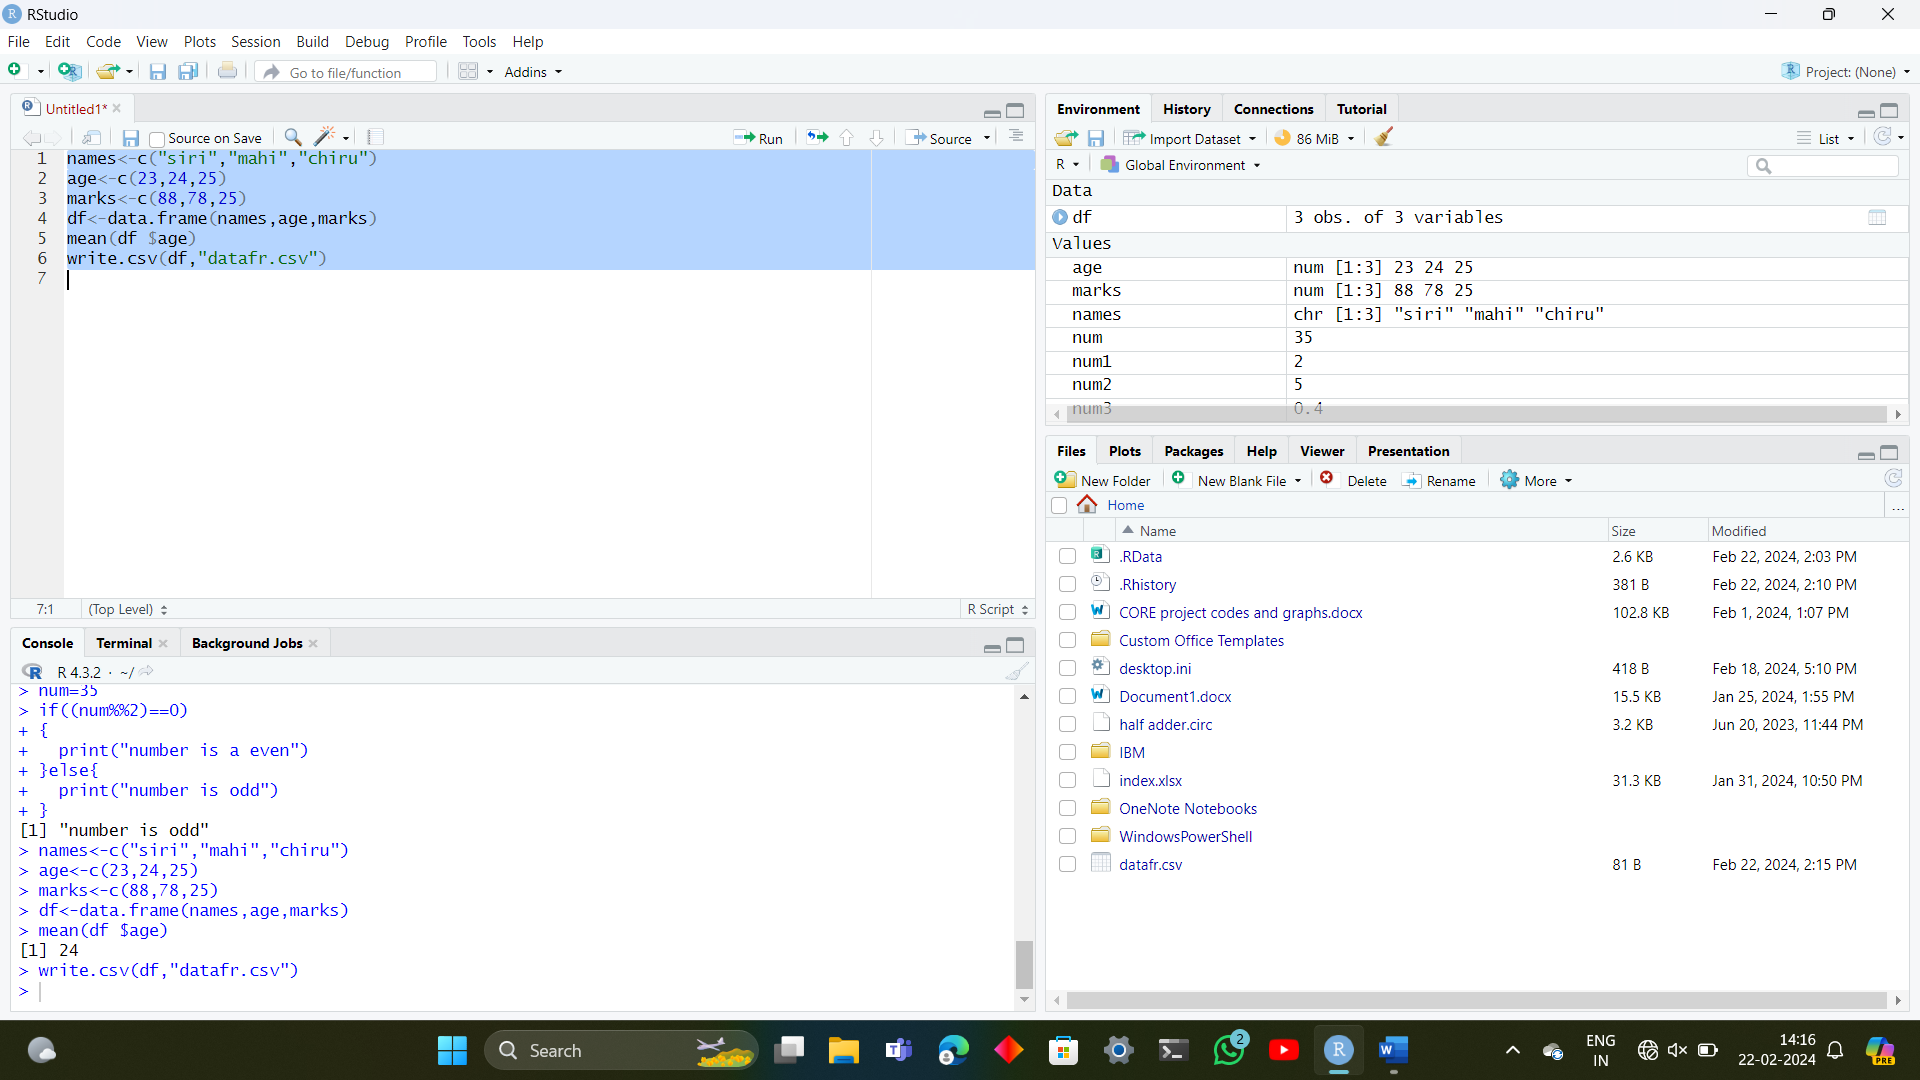 RStudio
File Edit Code View Plots Session Build Debug Profile Tools Help
Go to file/function Addins Project: (None)
Untitled1*
Source on Save Run Source
1 names<-c("siri","mahi","chiru")
2 age<-c(23,24,25)
3 marks<-c(88,78,25)
4 df<-data.frame(names,age,marks)
5 mean(df $age)
6 write.csv(df,"datafr.csv")
7
7:1 (Top Level) R Script
Console Terminal Background Jobs
R 4.3.2 · ~/
> num=35
> if((num%%2)==0)
+ {
+   print("number is a even")
+ }else{
+   print("number is odd")
+ }
[1] "number is odd"
> names<-c("siri","mahi","chiru")
> age<-c(23,24,25)
> marks<-c(88,78,25)
> df<-data.frame(names,age,marks)
> mean(df $age)
[1] 24
> write.csv(df,"datafr.csv")
>
Environment History Connections Tutorial
Import Dataset 86 MiB List
R Global Environment
Data
df 3 obs. of 3 variables
Values
age num [1:3] 23 24 25
marks num [1:3] 88 78 25
names chr [1:3] "siri" "mahi" "chiru"
num 35
num1 2
num2 5
num3 0.4
Files Plots Packages Help Viewer Presentation
New Folder New Blank File Delete Rename More
Home ...
Name Size Modified
.RData 2.6 KB Feb 22, 2024, 2:03 PM
.Rhistory 381 B Feb 22, 2024, 2:10 PM
CORE project codes and graphs.docx 102.8 KB Feb 1, 2024, 1:07 PM
Custom Office Templates
desktop.ini 418 B Feb 18, 2024, 5:10 PM
Document1.docx 15.5 KB Jan 25, 2024, 1:55 PM
half adder.circ 3.2 KB Jun 20, 2023, 11:44 PM
IBM
index.xlsx 31.3 KB Jan 31, 2024, 10:50 PM
OneNote Notebooks
WindowsPowerShell
datafr.csv 81 B Feb 22, 2024, 2:15 PM
Search 2 ENG 14:16
IN 22-02-2024 PRE